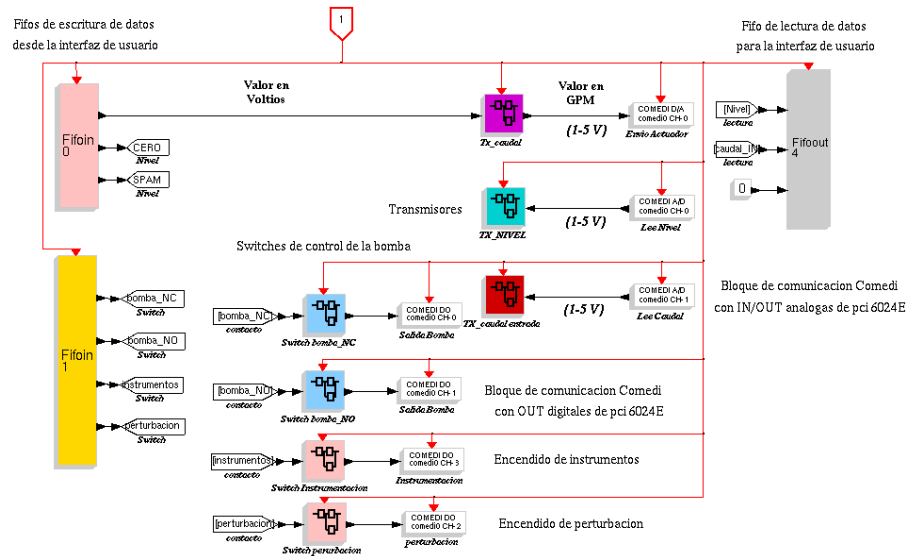 Fifos de escritura de datos
desde la interfaz de usuario
1
Fifo de lectura de datos
para la interfaz de usuario
Valor en
Voltios
Valor en
GPM
Fifoin
0
CERO
Nivel
SPAM
Nivel
Tx_caudal
(1-5 V)
COMEDI D/A
comedi0 CH-0
Envio Actuador
[Nivel]
lectura
caudal_IN
lectura
0
Fifoout
4
Transmisores
TX_NIVEL
(1-5 V)
COMEDI A/D
comedi0 CH-0
Lee Nivel
Switches de control de la bomba
Fifoin
1
bomba_NC
Switch
bomba_NO
Switch
instrumentos
Switch
perturbacion
Switch
[bomba_NC]
contacto
Switch bomba_NC
COMEDI DO
comedi0 CH-0
Salida Bomba
TX_caudal entrada
(1-5 V)
COMEDI A/D
comedi0 CH-1
Lee Caudal
Bloque de comunicacion Comedi
con IN/OUT analogas de pci 6024E
[bomba_NO]
contacto
Switch bomba_NO
COMEDI DO
comedi0 CH-1
Salida Bomba
Bloque de comunicacion Comedi
con OUT digitales de pci 6024E
[instrumentos]
contacto
Switch Instrumentacion
COMEDI DO
comedi0 CH-3
Instrumentacion
Encendido de instrumentos
[perturbacion]
contacto
Switch perurbacion
COMEDI DO
comedi0 CH-2
perturbacion
Encendido de perturbacion